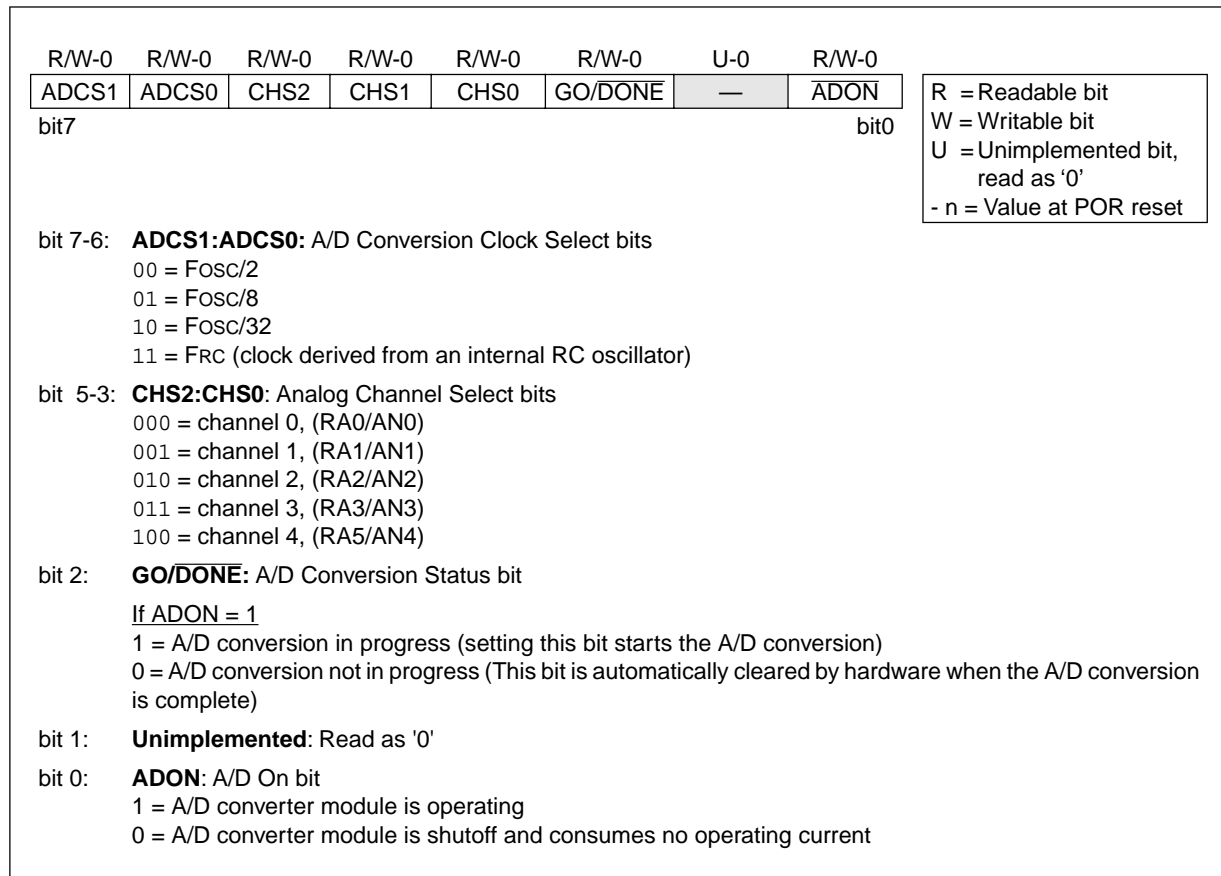 R/W-0 R/W-0 R/W-0 R/W-0 R/W-0 R/W-0 U-0 R/W-0
ADCS1 ADCS0 CHS2 CHS1 CHS0 GO/D̅O̅N̅E̅ — A̅D̅O̅N̅
bit7 bit0
R = Readable bit
W = Writable bit
U = Unimplemented bit,
read as ‘0’
- n = Value at POR reset
bit 7-6: ADCS1:ADCS0: A/D Conversion Clock Select bits
00 = FOSC/2
01 = FOSC/8
10 = FOSC/32
11 = FRC (clock derived from an internal RC oscillator)
bit 5-3: CHS2:CHS0: Analog Channel Select bits
000 = channel 0, (RA0/AN0)
001 = channel 1, (RA1/AN1)
010 = channel 2, (RA2/AN2)
011 = channel 3, (RA3/AN3)
100 = channel 4, (RA5/AN4)
bit 2: GO/D̅O̅N̅E̅: A/D Conversion Status bit
If ADON = 1
1 = A/D conversion in progress (setting this bit starts the A/D conversion)
0 = A/D conversion not in progress (This bit is automatically cleared by hardware when the A/D conversion
is complete)
bit 1: Unimplemented: Read as '0'
bit 0: ADON: A/D On bit
1 = A/D converter module is operating
0 = A/D converter module is shutoff and consumes no operating current